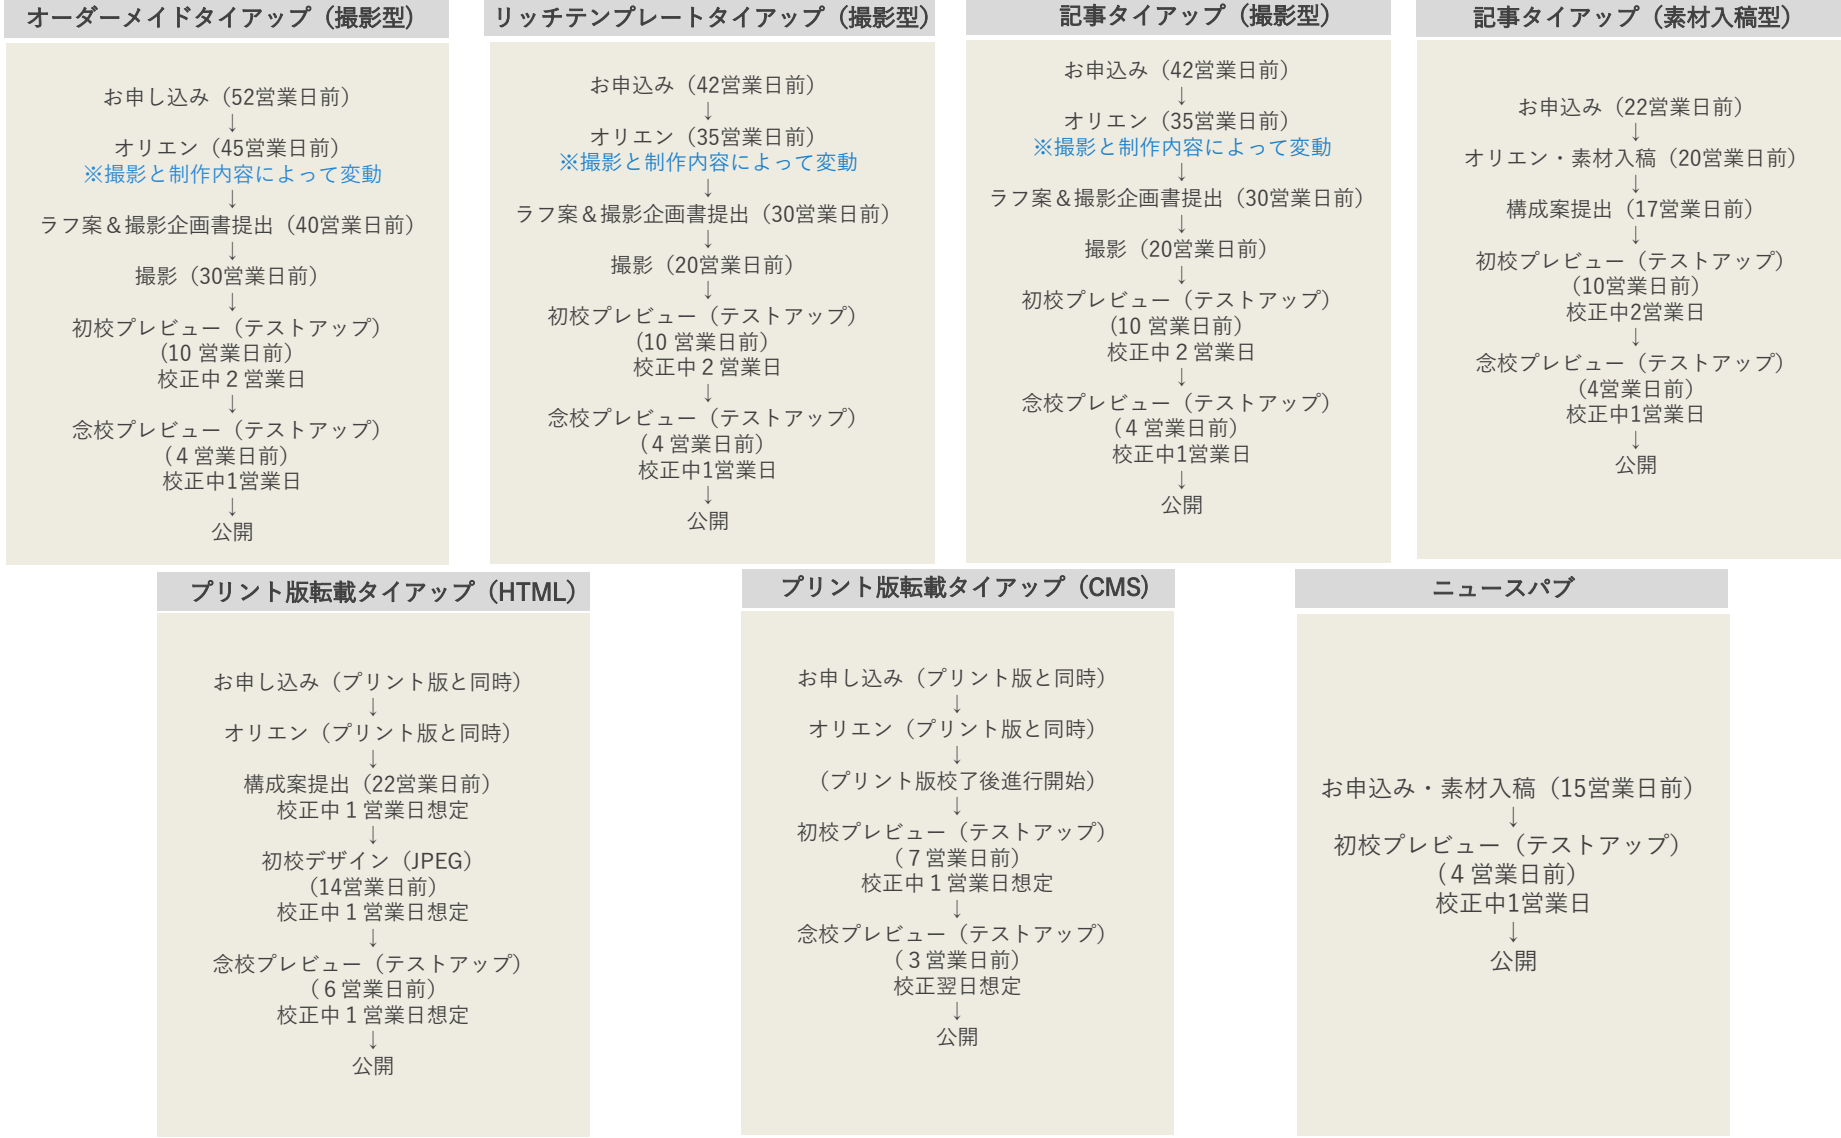 オーダーメイドタイアップ（撮影型）
お申し込み（52営業日前）
↓
オリエン（45営業日前）
※撮影と制作内容によって変動
↓
ラフ案＆撮影企画書提出（40営業日前）
↓
撮影（30営業日前）
↓
初校プレビュー（テストアップ）
（10 営業日前）
校正中２営業日
↓
念校プレビュー（テストアップ）
（４営業日前）
校正中1営業日
↓
公開
リッチテンプレートタイアップ（撮影型）
お申込み（42営業日前）
↓
オリエン（35営業日前）
※撮影と制作内容によって変動
↓
ラフ案＆撮影企画書提出（30営業日前）
↓
撮影（20営業日前）
↓
初校プレビュー（テストアップ）
（10 営業日前）
校正中２営業日
↓
念校プレビュー（テストアップ）
（４営業日前）
校正中1営業日
↓
公開
記事タイアップ（撮影型）
お申込み（42営業日前）
↓
オリエン（35営業日前）
※撮影と制作内容によって変動
↓
ラフ案＆撮影企画書提出（30営業日前）
↓
撮影（20営業日前）
↓
初校プレビュー（テストアップ）
（10 営業日前）
校正中２営業日
↓
念校プレビュー（テストアップ）
（４営業日前）
校正中1営業日
↓
公開
記事タイアップ（素材入稿型）
お申込み（22営業日前）
↓
オリエン・素材入稿（20営業日前）
↓
構成案提出（17営業日前）
↓
初校プレビュー（テストアップ）
（10営業日前）
校正中2営業日
↓
念校プレビュー（テストアップ）
（4営業日前）
校正中1営業日
↓
公開
プリント版転載タイアップ（HTML）
お申し込み（プリント版と同時）
↓
オリエン（プリント版と同時）
↓
構成案提出（22営業日前）
校正中１営業日想定
↓
初校デザイン（JPEG）
（14営業日前）
校正中１営業日想定
↓
念校プレビュー（テストアップ）
（６営業日前）
校正中１営業日想定
↓
公開
プリント版転載タイアップ（CMS）
お申し込み（プリント版と同時）
↓
オリエン（プリント版と同時）
↓
（プリント版校了後進行開始）
↓
初校プレビュー（テストアップ）
（７営業日前）
校正中１営業日想定
↓
念校プレビュー（テストアップ）
（３営業日前）
校正翌日想定
↓
公開
ニュースパブ
お申込み・素材入稿（15営業日前）
↓
初校プレビュー（テストアップ）
（４営業日前）
校正中1営業日
↓
公開